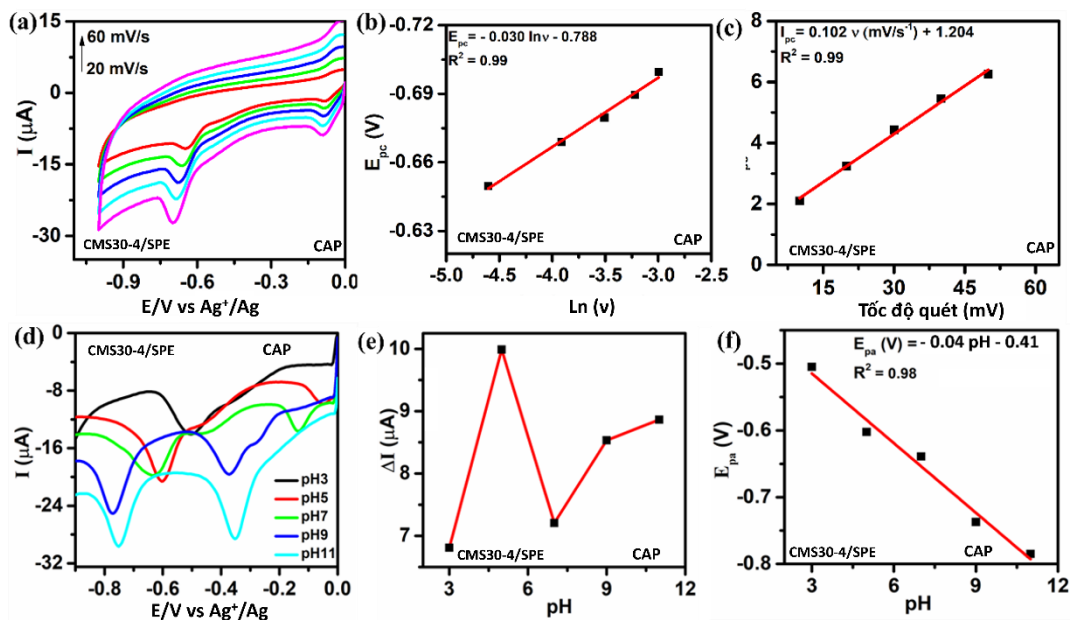 (a)
60 mV/s
20 mV/s
I (µA)
15
0
-15
-30
CMS30-4/SPE
CAP
-0.9
-0.6
-0.3
0.0
E/V vs Ag⁺/Ag
(b)
E_pc = - 0.030 lnν - 0.788
R² = 0.99
E_pc (V)
-0.72
-0.69
-0.66
-0.63
CMS30-4/SPE
CAP
-5.0
-4.5
-4.0
-3.5
-3.0
-2.5
Ln (ν)
(c)
I_pc = 0.102 ν (mV/s⁻¹) + 1.204
R² = 0.99
8
6
4
2
0
CMS30-4/SPE
CAP
15
30
45
60
Tốc độ quét (mV)
(d)
CMS30-4/SPE
CAP
I (µA)
0
-8
-16
-24
-32
pH3
pH5
pH7
pH9
pH11
-0.8
-0.6
-0.4
-0.2
0.0
E/V vs Ag⁺/Ag
(e)
ΔI (µA)
10
9
8
7
CMS30-4/SPE
CAP
3
6
9
12
pH
(f)
E_pa (V) = - 0.04 pH - 0.41
R² = 0.98
E_pa (V)
-0.5
-0.6
-0.7
-0.8
CMS30-4/SPE
CAP
3
6
9
12
pH